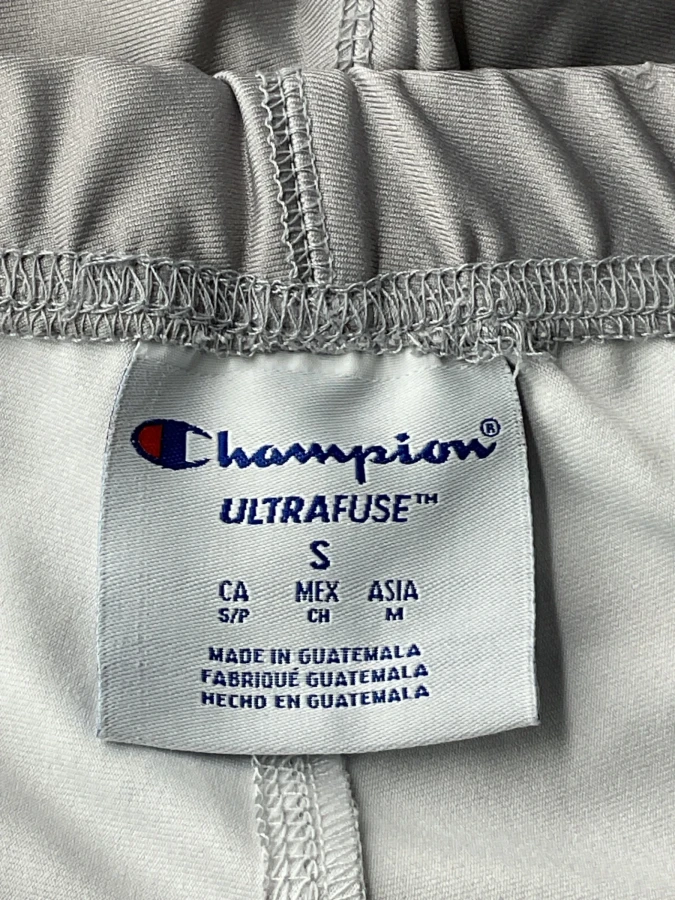 Champion®
ULTRAFUSE™
S
CA MEX ASIA
S/P CH M
MADE IN GUATEMALA
FABRIQUÉ GUATEMALA
HECHO EN GUATEMALA